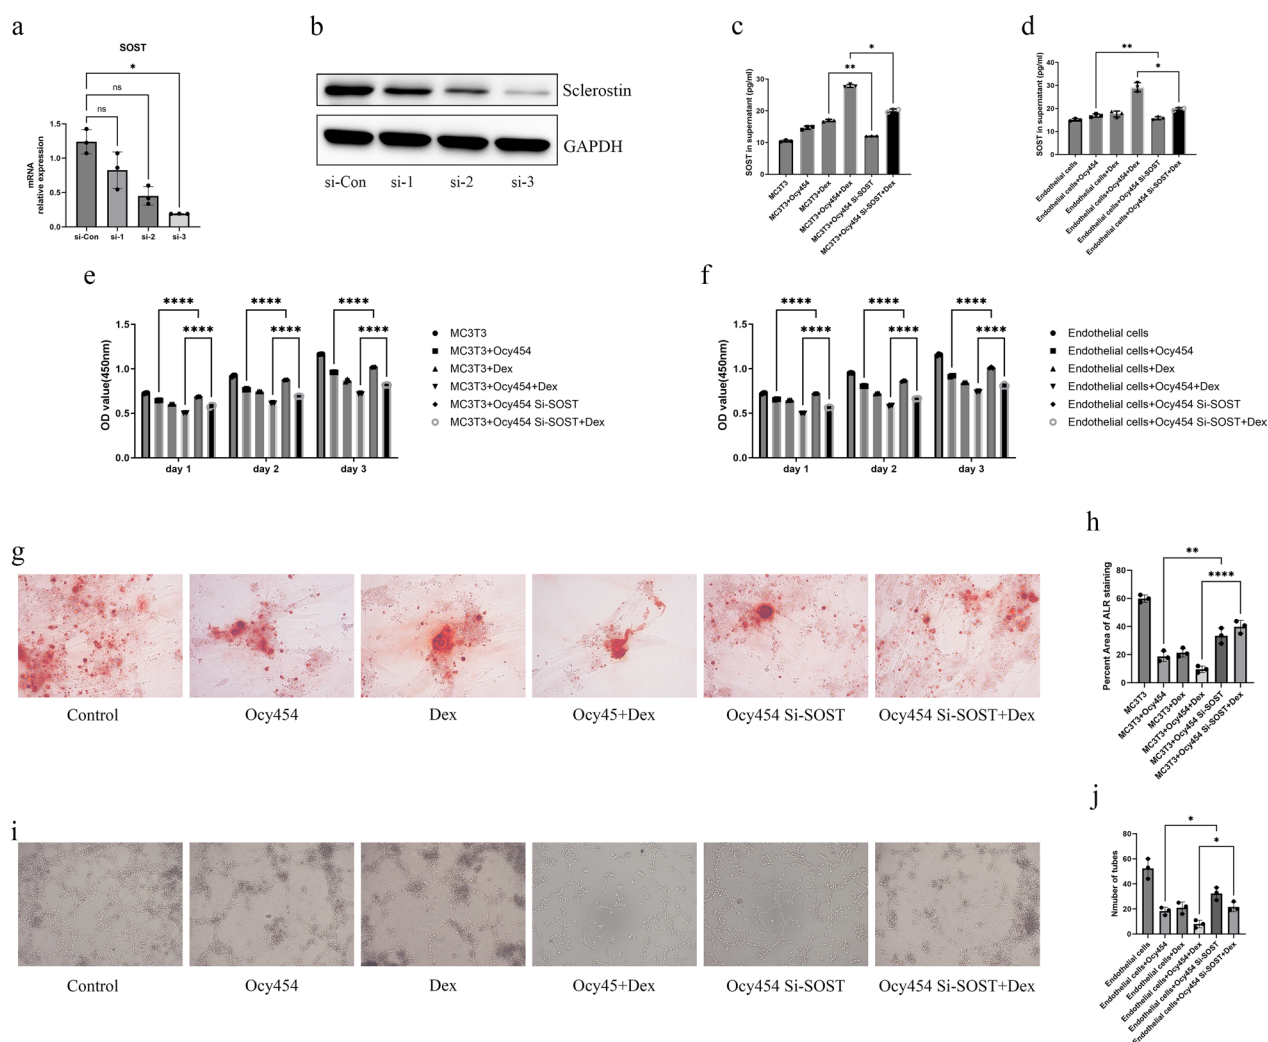 a
SOST
*
ns
ns
mRNA
relative expression
1.5
1.0
0.5
0.0
si-Con
si-1
si-2
si-3
b
Sclerostin
GAPDH
si-Con
si-1
si-2
si-3
c
*
**
SOST in supernatant (pg/ml)
30
20
10
0
MC3T3
MC3T3+Ocy454
MC3T3+Dex
MC3T3+Ocy454+Dex
MC3T3+Ocy454 Si-SOST
MC3T3+Ocy454 Si-SOST+Dex
d
**
*
SOST in supernatant (pg/ml)
40
30
20
10
0
Endothelial cells
Endothelial cells+Ocy454
Endothelial cells+Dex
Endothelial cells+Ocy454+Dex
Endothelial cells+Ocy454 Si-SOST
Endothelial cells+Ocy454 Si-SOST+Dex
e
**** **** ****
**** **** ****
OD value(450nm)
1.5
1.0
0.5
0.0
day 1
day 2
day 3
MC3T3
MC3T3+Ocy454
MC3T3+Dex
MC3T3+Ocy454+Dex
MC3T3+Ocy454 Si-SOST
MC3T3+Ocy454 Si-SOST+Dex
f
**** **** ****
**** **** ****
OD value(450nm)
1.5
1.0
0.5
0.0
day 1
day 2
day 3
Endothelial cells
Endothelial cells+Ocy454
Endothelial cells+Dex
Endothelial cells+Ocy454+Dex
Endothelial cells+Ocy454 Si-SOST
Endothelial cells+Ocy454 Si-SOST+Dex
g
Control
Ocy454
Dex
Ocy45+Dex
Ocy454 Si-SOST
Ocy454 Si-SOST+Dex
h
**
****
Percent Area of ALR staining
80
60
40
20
0
MC3T3
MC3T3+Ocy454
MC3T3+Dex
MC3T3+Ocy454+Dex
MC3T3+Ocy454 Si-SOST
MC3T3+Ocy454 Si-SOST+Dex
i
Control
Ocy454
Dex
Ocy45+Dex
Ocy454 Si-SOST
Ocy454 Si-SOST+Dex
j
*
*
Nmuber of tubes
80
60
40
20
0
Endothelial cells
Endothelial cells+Ocy454
Endothelial cells+Dex
Endothelial cells+Ocy454+Dex
Endothelial cells+Ocy454 Si-SOST
Endothelial cells+Ocy454 Si-SOST+Dex